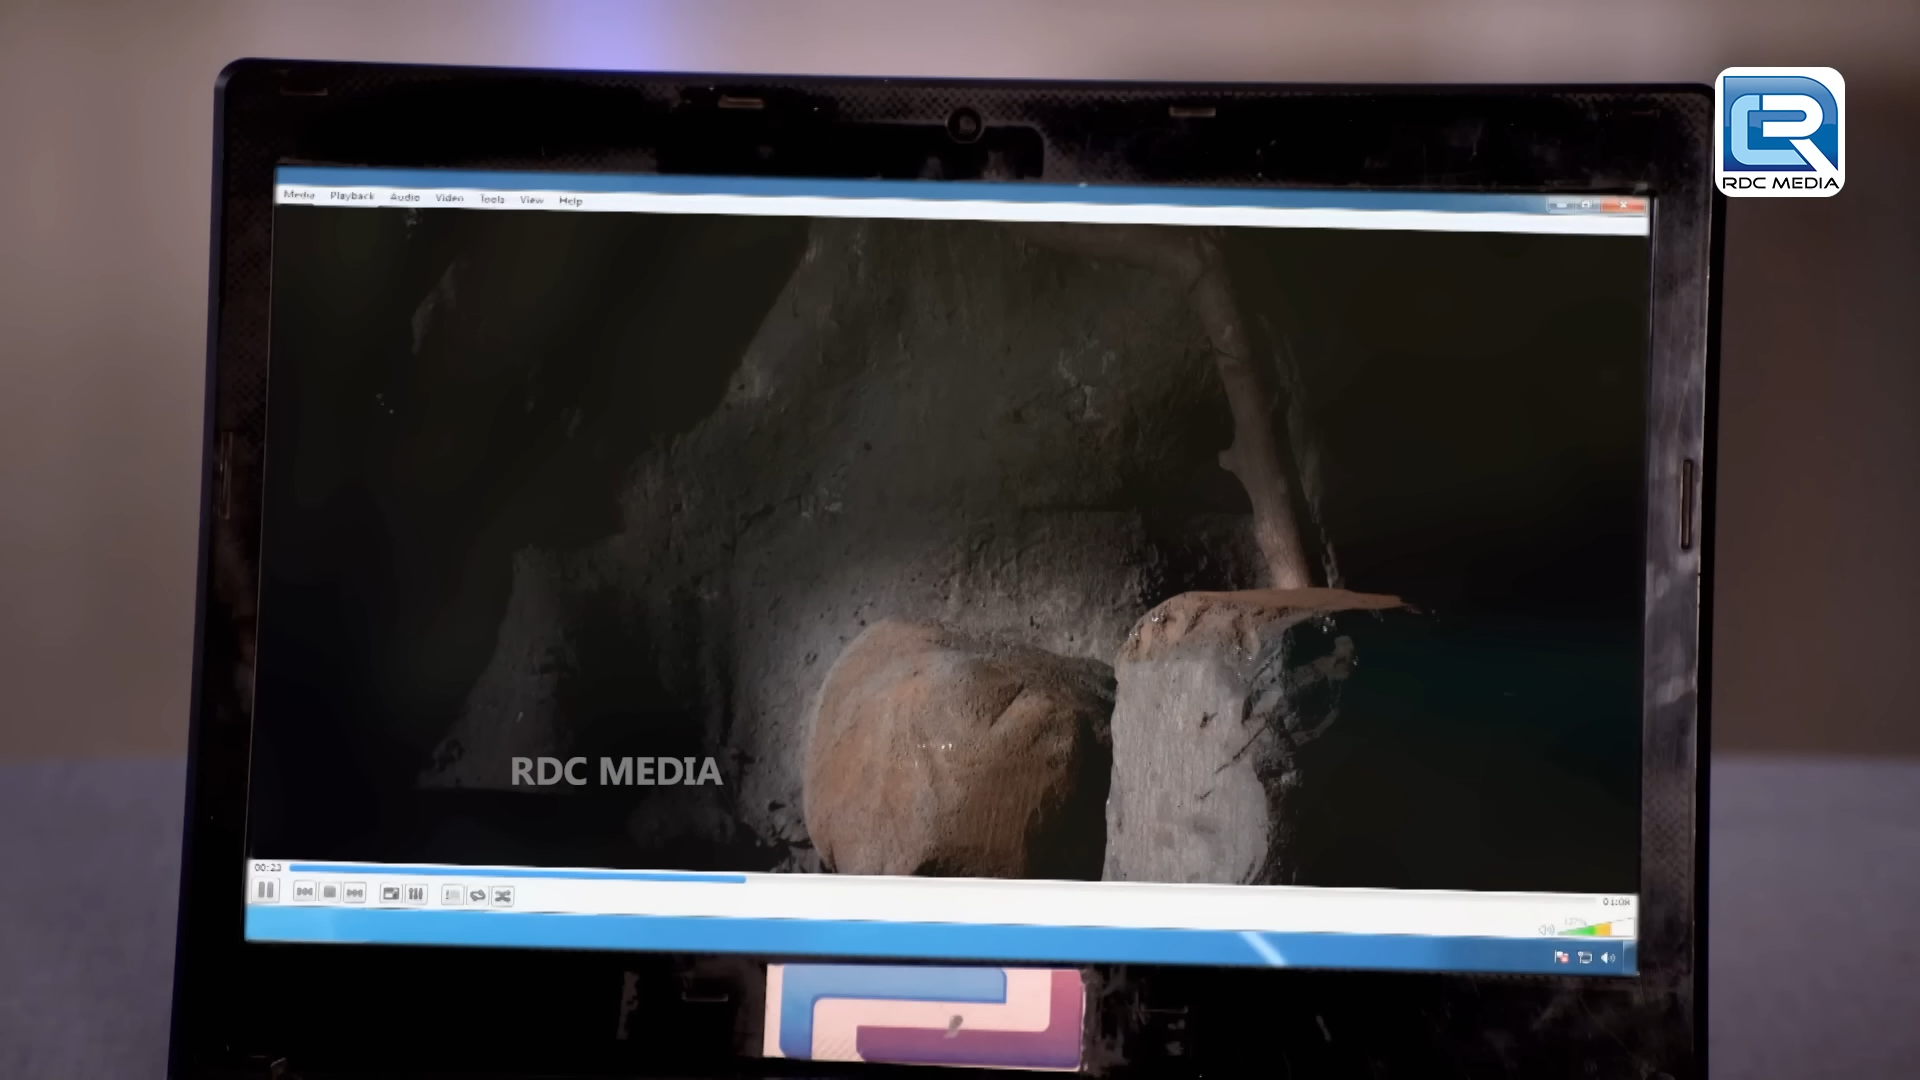 RDC MEDIA
Media Playback Audio Video Tools View Help
RDC MEDIA
00:23
01:08